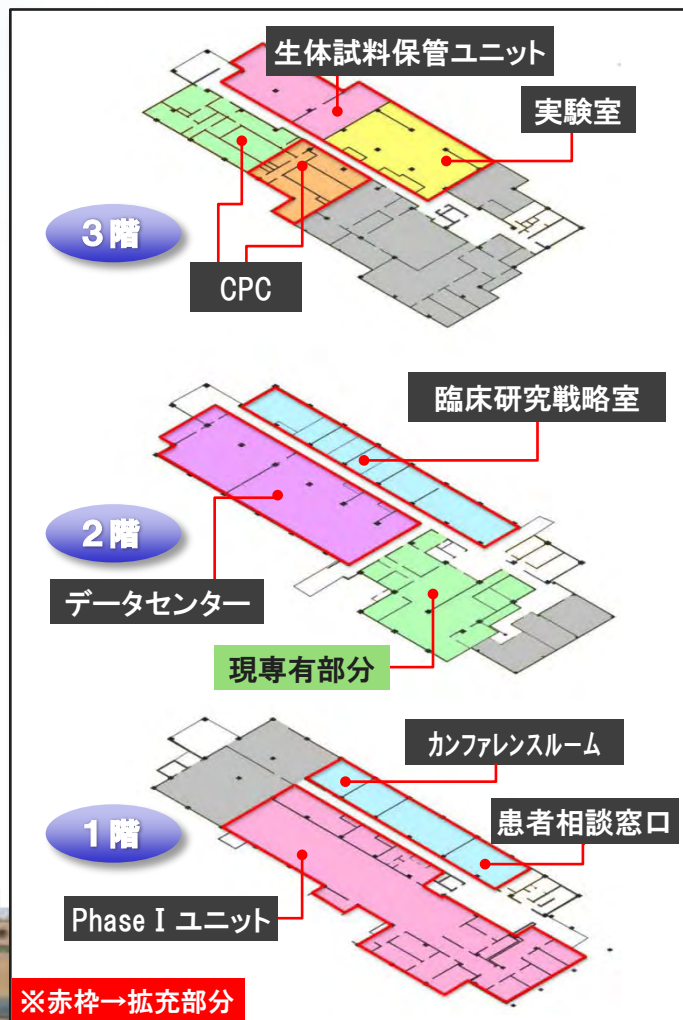 生体試料保管ユニット
実験室
3階
CPC
臨床研究戦略室
2階
データセンター
現専有部分
カンファレンスルーム
1階
患者相談窓口
Phase Ⅰ ユニット
※赤枠→拡充部分